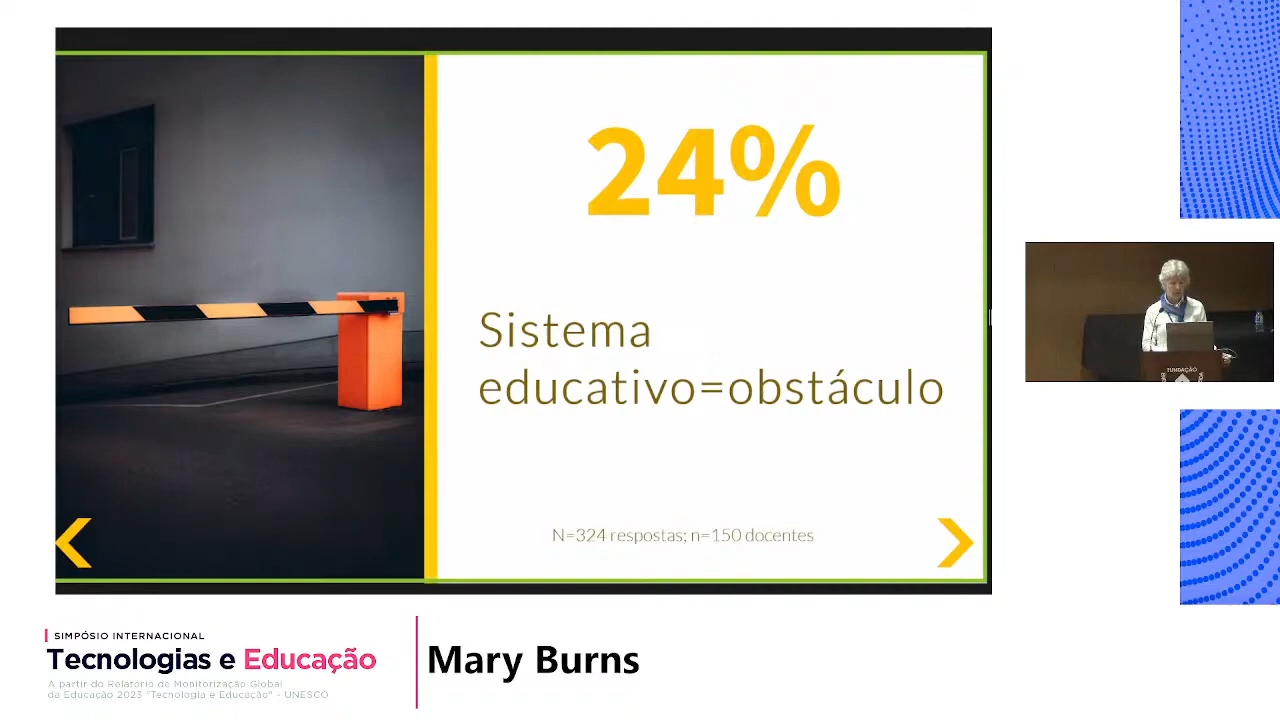 24%
Sistema
educativo=obstáculo
N=324 respostas; n=150 docentes
FUNDAÇÃO
SIMPÓSIO INTERNACIONAL
Tecnologias e Educação
A partir do Relatório de Monitorização Global
da Educação 2023 "Tecnologia e Educação" - UNESCO
Mary Burns